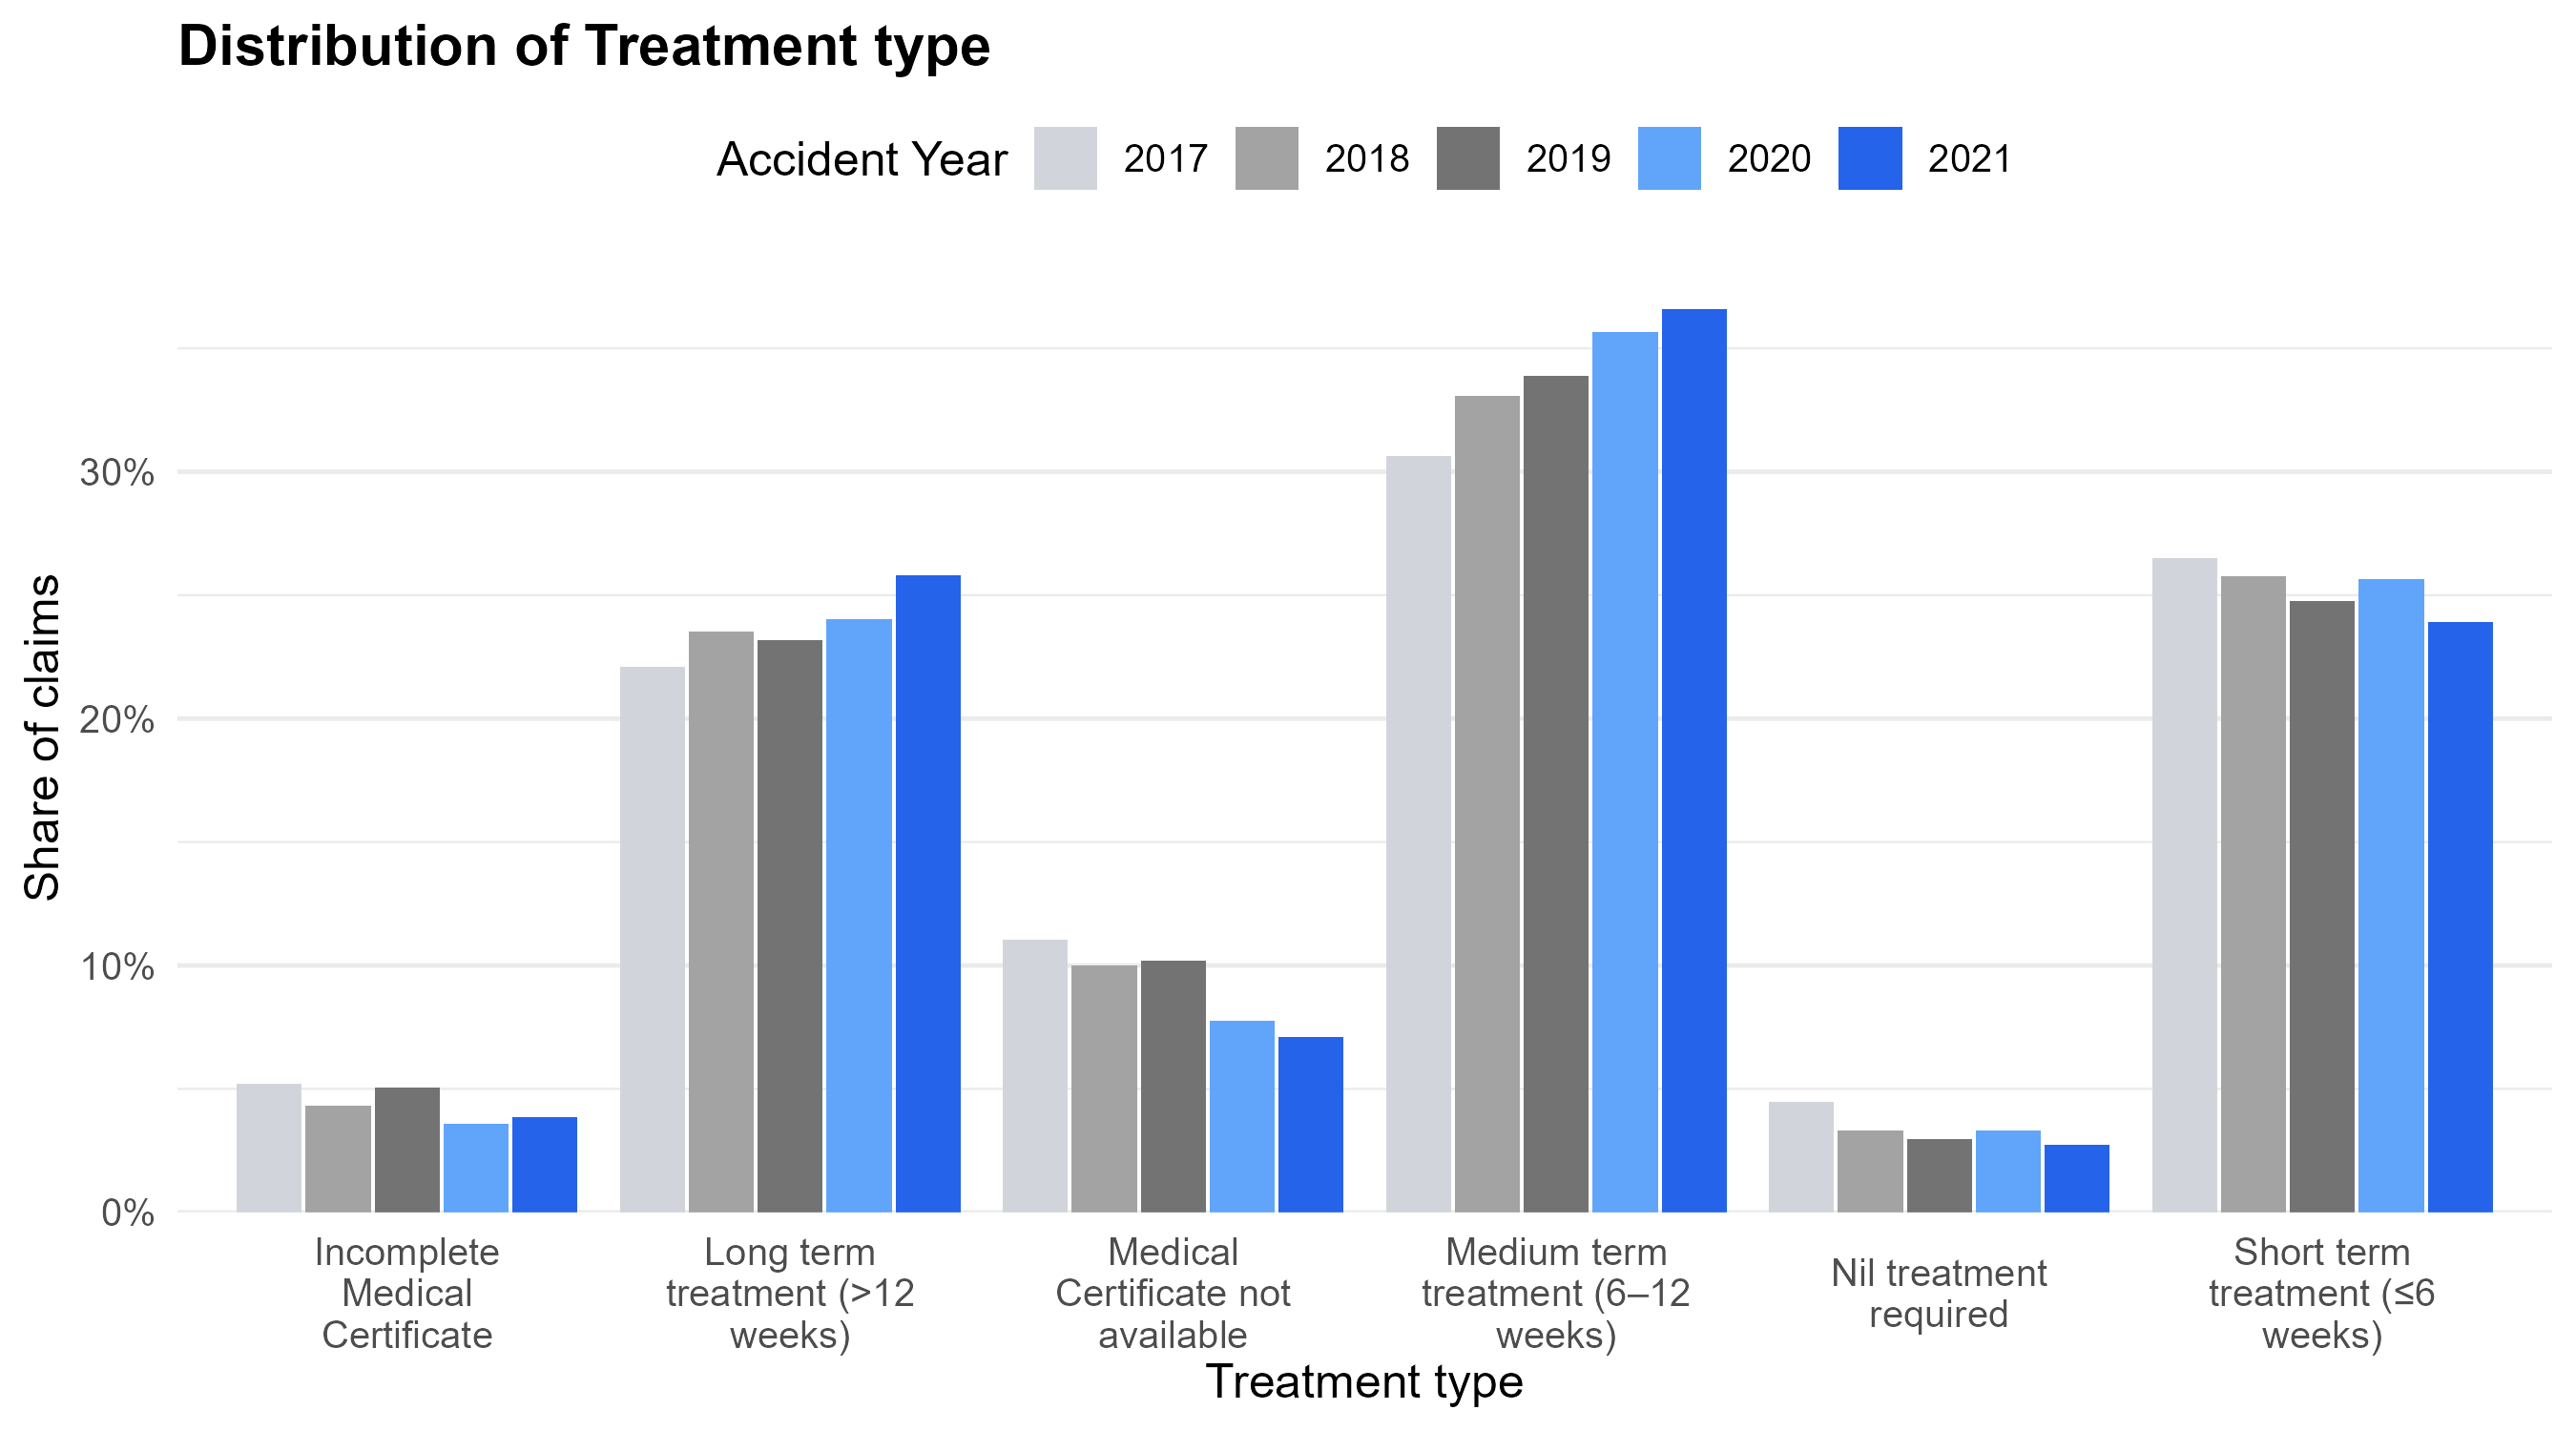 Distribution of Treatment type
Accident Year 2017 2018 2019 2020 2021
Share of claims
30%
20%
10%
0%
Incomplete
Medical
Certificate
Long term
treatment (>12
weeks)
Medical
Certificate not
available
Medium term
treatment (6–12
weeks)
Nil treatment
required
Short term
treatment (≤6
weeks)
Treatment type